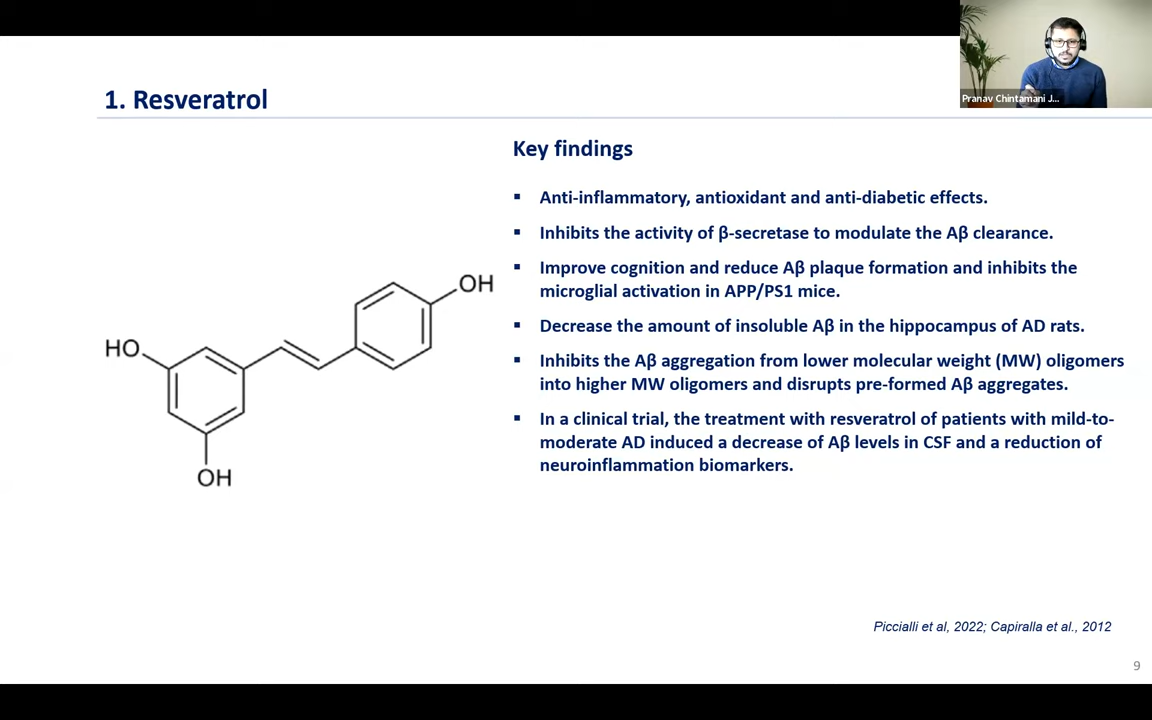 Pranav Chintamani J...
1. Resveratrol
Key findings
▪ Anti-inflammatory, antioxidant and anti-diabetic effects.
▪ Inhibits the activity of β-secretase to modulate the Aβ clearance.
▪ Improve cognition and reduce Aβ plaque formation and inhibits the
microglial activation in APP/PS1 mice.
▪ Decrease the amount of insoluble Aβ in the hippocampus of AD rats.
▪ Inhibits the Aβ aggregation from lower molecular weight (MW) oligomers
into higher MW oligomers and disrupts pre-formed Aβ aggregates.
▪ In a clinical trial, the treatment with resveratrol of patients with mild-to-
moderate AD induced a decrease of Aβ levels in CSF and a reduction of
neuroinflammation biomarkers.
OH
HO
OH
Piccialli et al, 2022; Capiralla et al., 2012
9